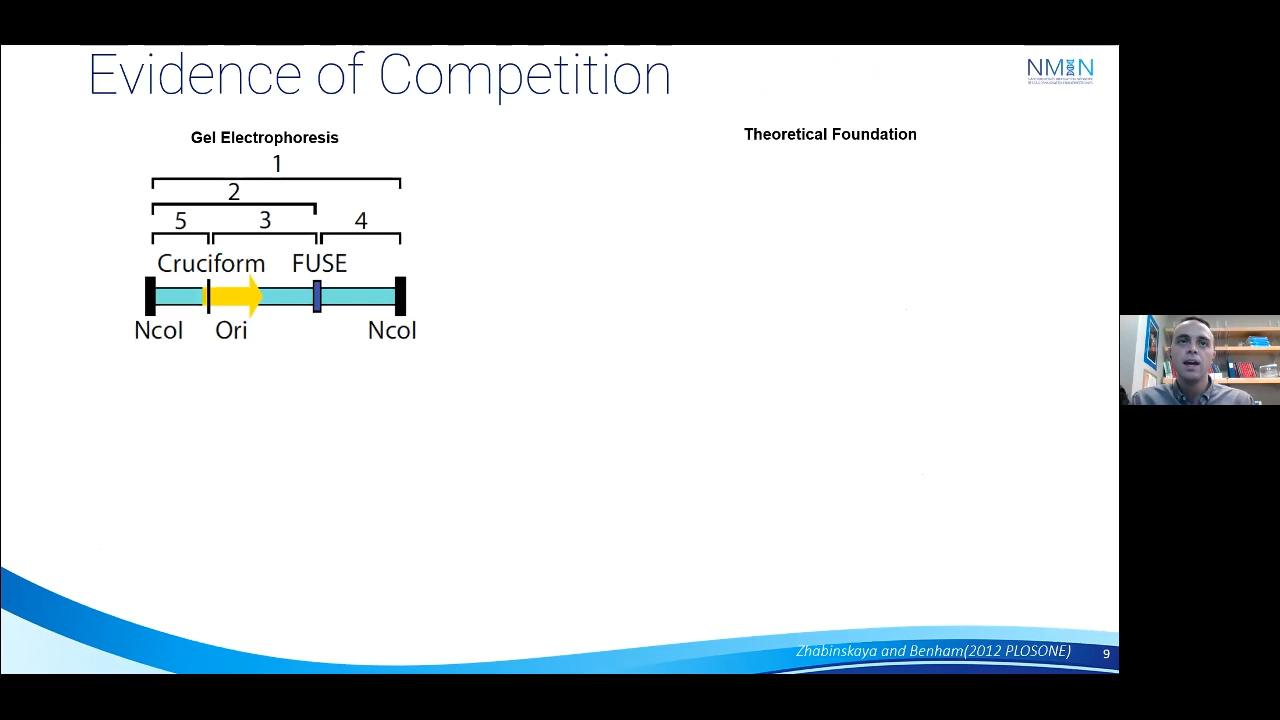 Evidence of Competition
NMIN
Gel Electrophoresis
Theoretical Foundation
1
2
5 3 4
Cruciform FUSE
NcoI Ori NcoI
Zhabinskaya and Benham(2012 PLOSONE) 9